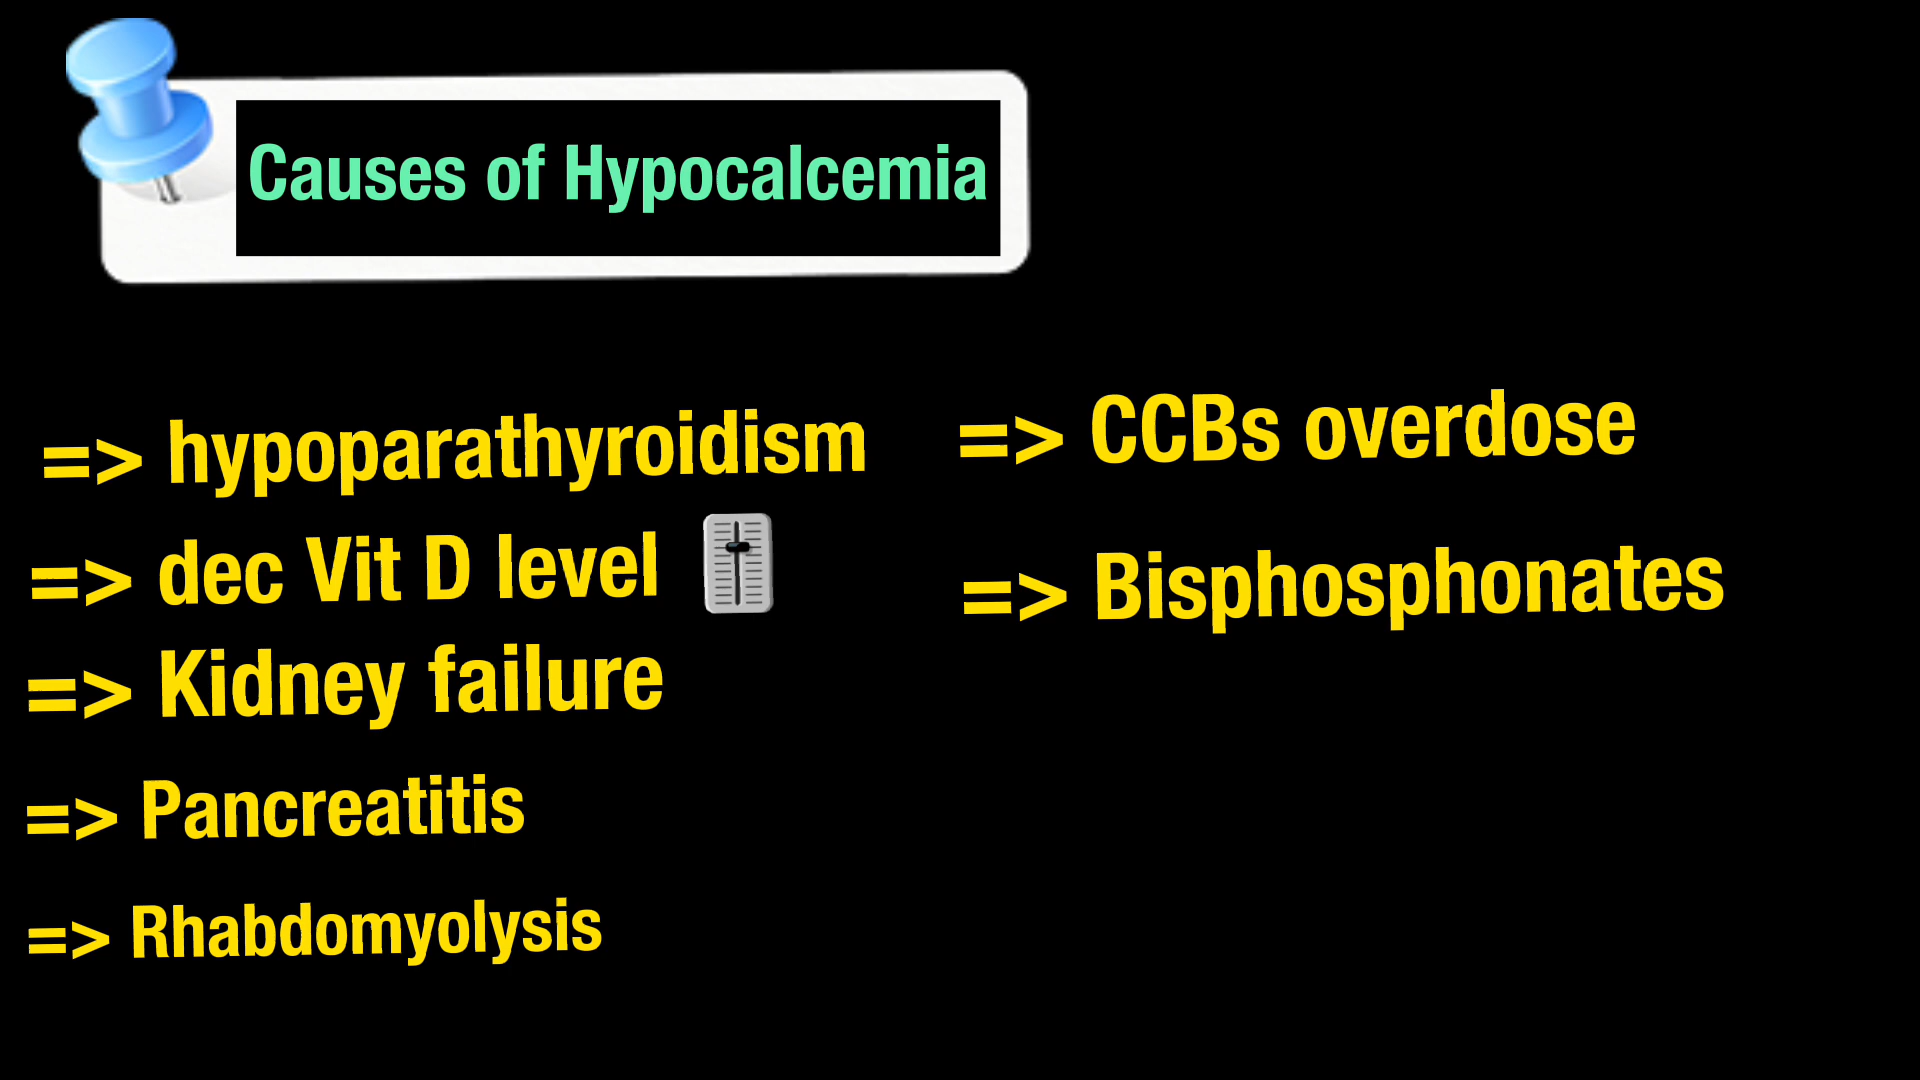 Causes of Hypocalcemia
=> hypoparathyroidism
=> dec Vit D level
=> Kidney failure
=> Pancreatitis
=> Rhabdomyolysis
=> CCBs overdose
=> Bisphosphonates